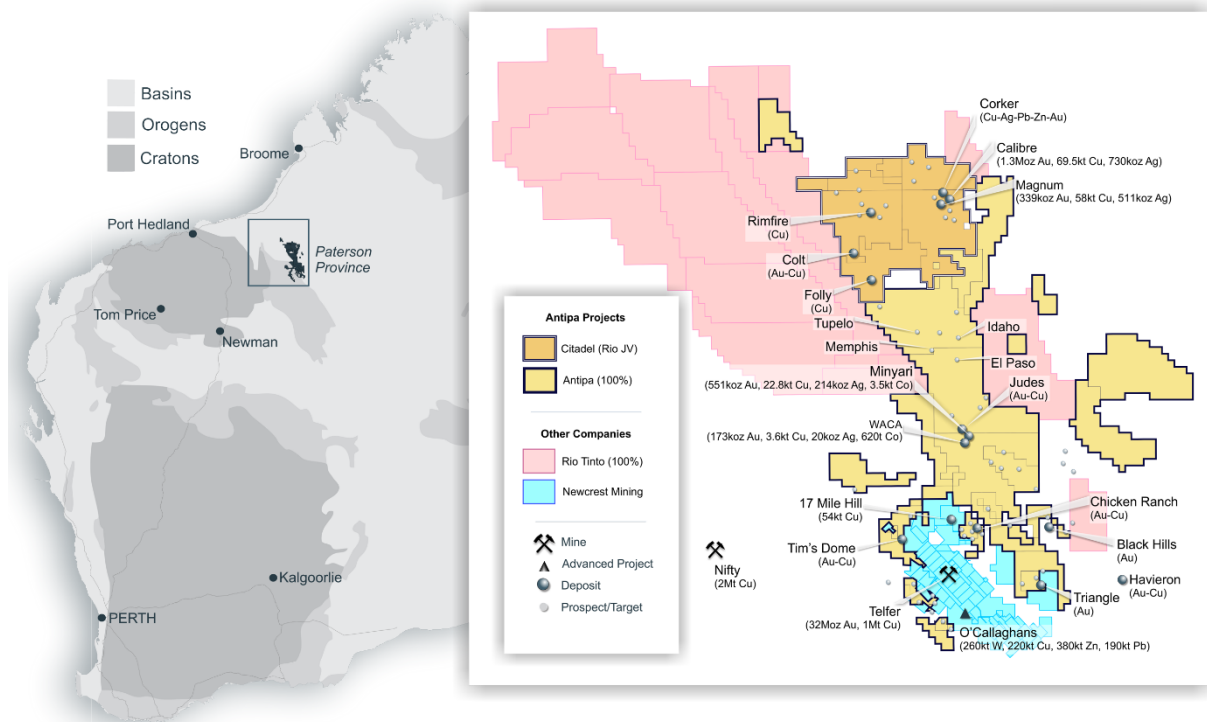 Basins
Orogens
Cratons
Broome
Port Hedland
Paterson
Province
Tom Price
Newman
Kalgoorlie
PERTH
Antipa Projects
Citadel (Rio JV)
Antipa (100%)
Other Companies
Rio Tinto (100%)
Newcrest Mining
Mine
Advanced Project
Deposit
Prospect/Target
Corker
(Cu-Ag-Pb-Zn-Au)
Calibre
(1.3Moz Au, 69.5kt Cu, 730koz Ag)
Magnum
(339koz Au, 58kt Cu, 511koz Ag)
Rimfire
(Cu)
Colt
(Au-Cu)
Folly
(Cu)
Tupelo
Idaho
Memphis
El Paso
Minyari
(551koz Au, 22.8kt Cu, 214koz Ag, 3.5kt Co)
Judes
(Au-Cu)
WACA
(173koz Au, 3.6kt Cu, 20koz Ag, 620t Co)
17 Mile Hill
(54kt Cu)
Chicken Ranch
(Au-Cu)
Tim's Dome
(Au-Cu)
Black Hills
(Au)
Nifty
(2Mt Cu)
Havieron
(Au-Cu)
Triangle
(Au)
Telfer
(32Moz Au, 1Mt Cu)
O'Callaghans
(260kt W, 220kt Cu, 380kt Zn, 190kt Pb)